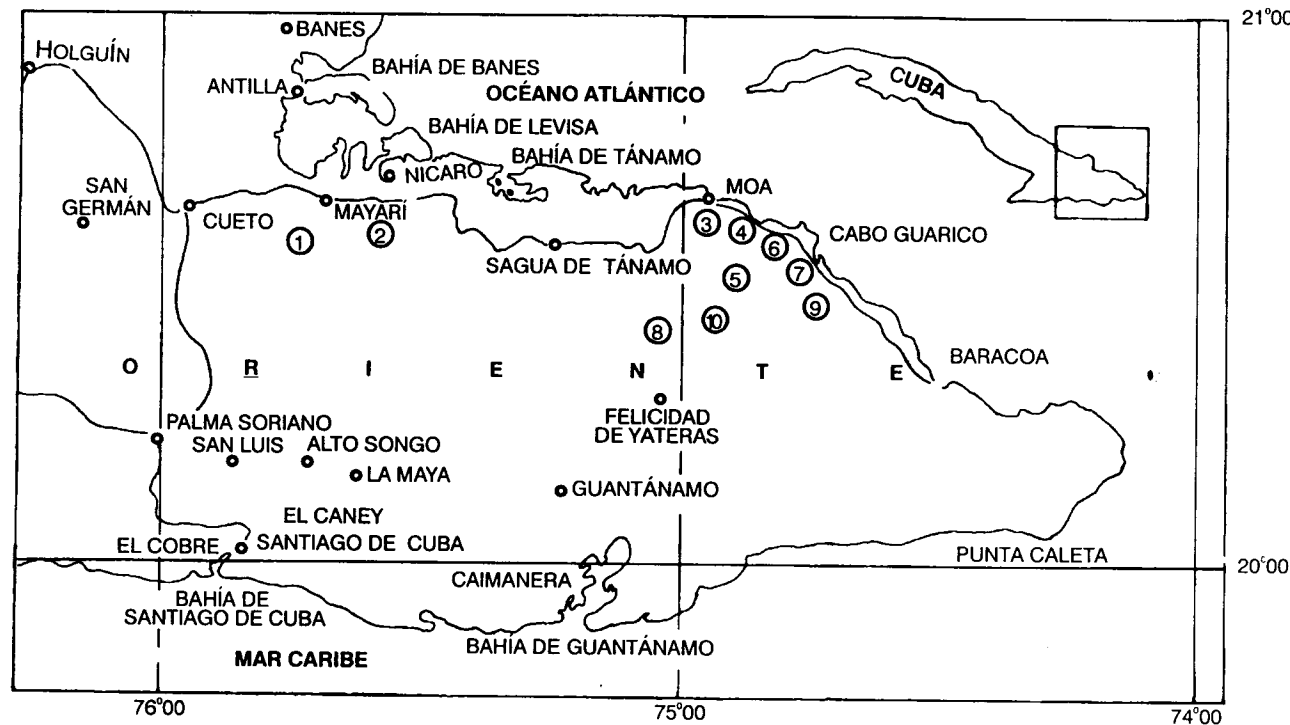 21°00
BANES
HOLGUÍN
BAHÍA DE BANES
CUBA
ANTILLA
OCÉANO ATLÁNTICO
BAHÍA DE LEVISA
BAHÍA DE TÁNAMO
NICARO
SAN
GERMÁN
MOA
CUETO
MAYARÍ
CABO GUARICO
1
2
3
4
6
SAGUA DE TÁNAMO
5
7
9
10
8
BARACOA
O R I E N T E
FELICIDAD
DE YATERAS
PALMA SORIANO
SAN LUIS
ALTO SONGO
LA MAYA
GUANTÁNAMO
EL CANEY
EL COBRE
SANTIAGO DE CUBA
PUNTA CALETA
20°00
CAIMANERA
BAHÍA DE
SANTIAGO DE CUBA
BAHÍA DE GUANTÁNAMO
MAR CARIBE
76°00
75°00
74°00